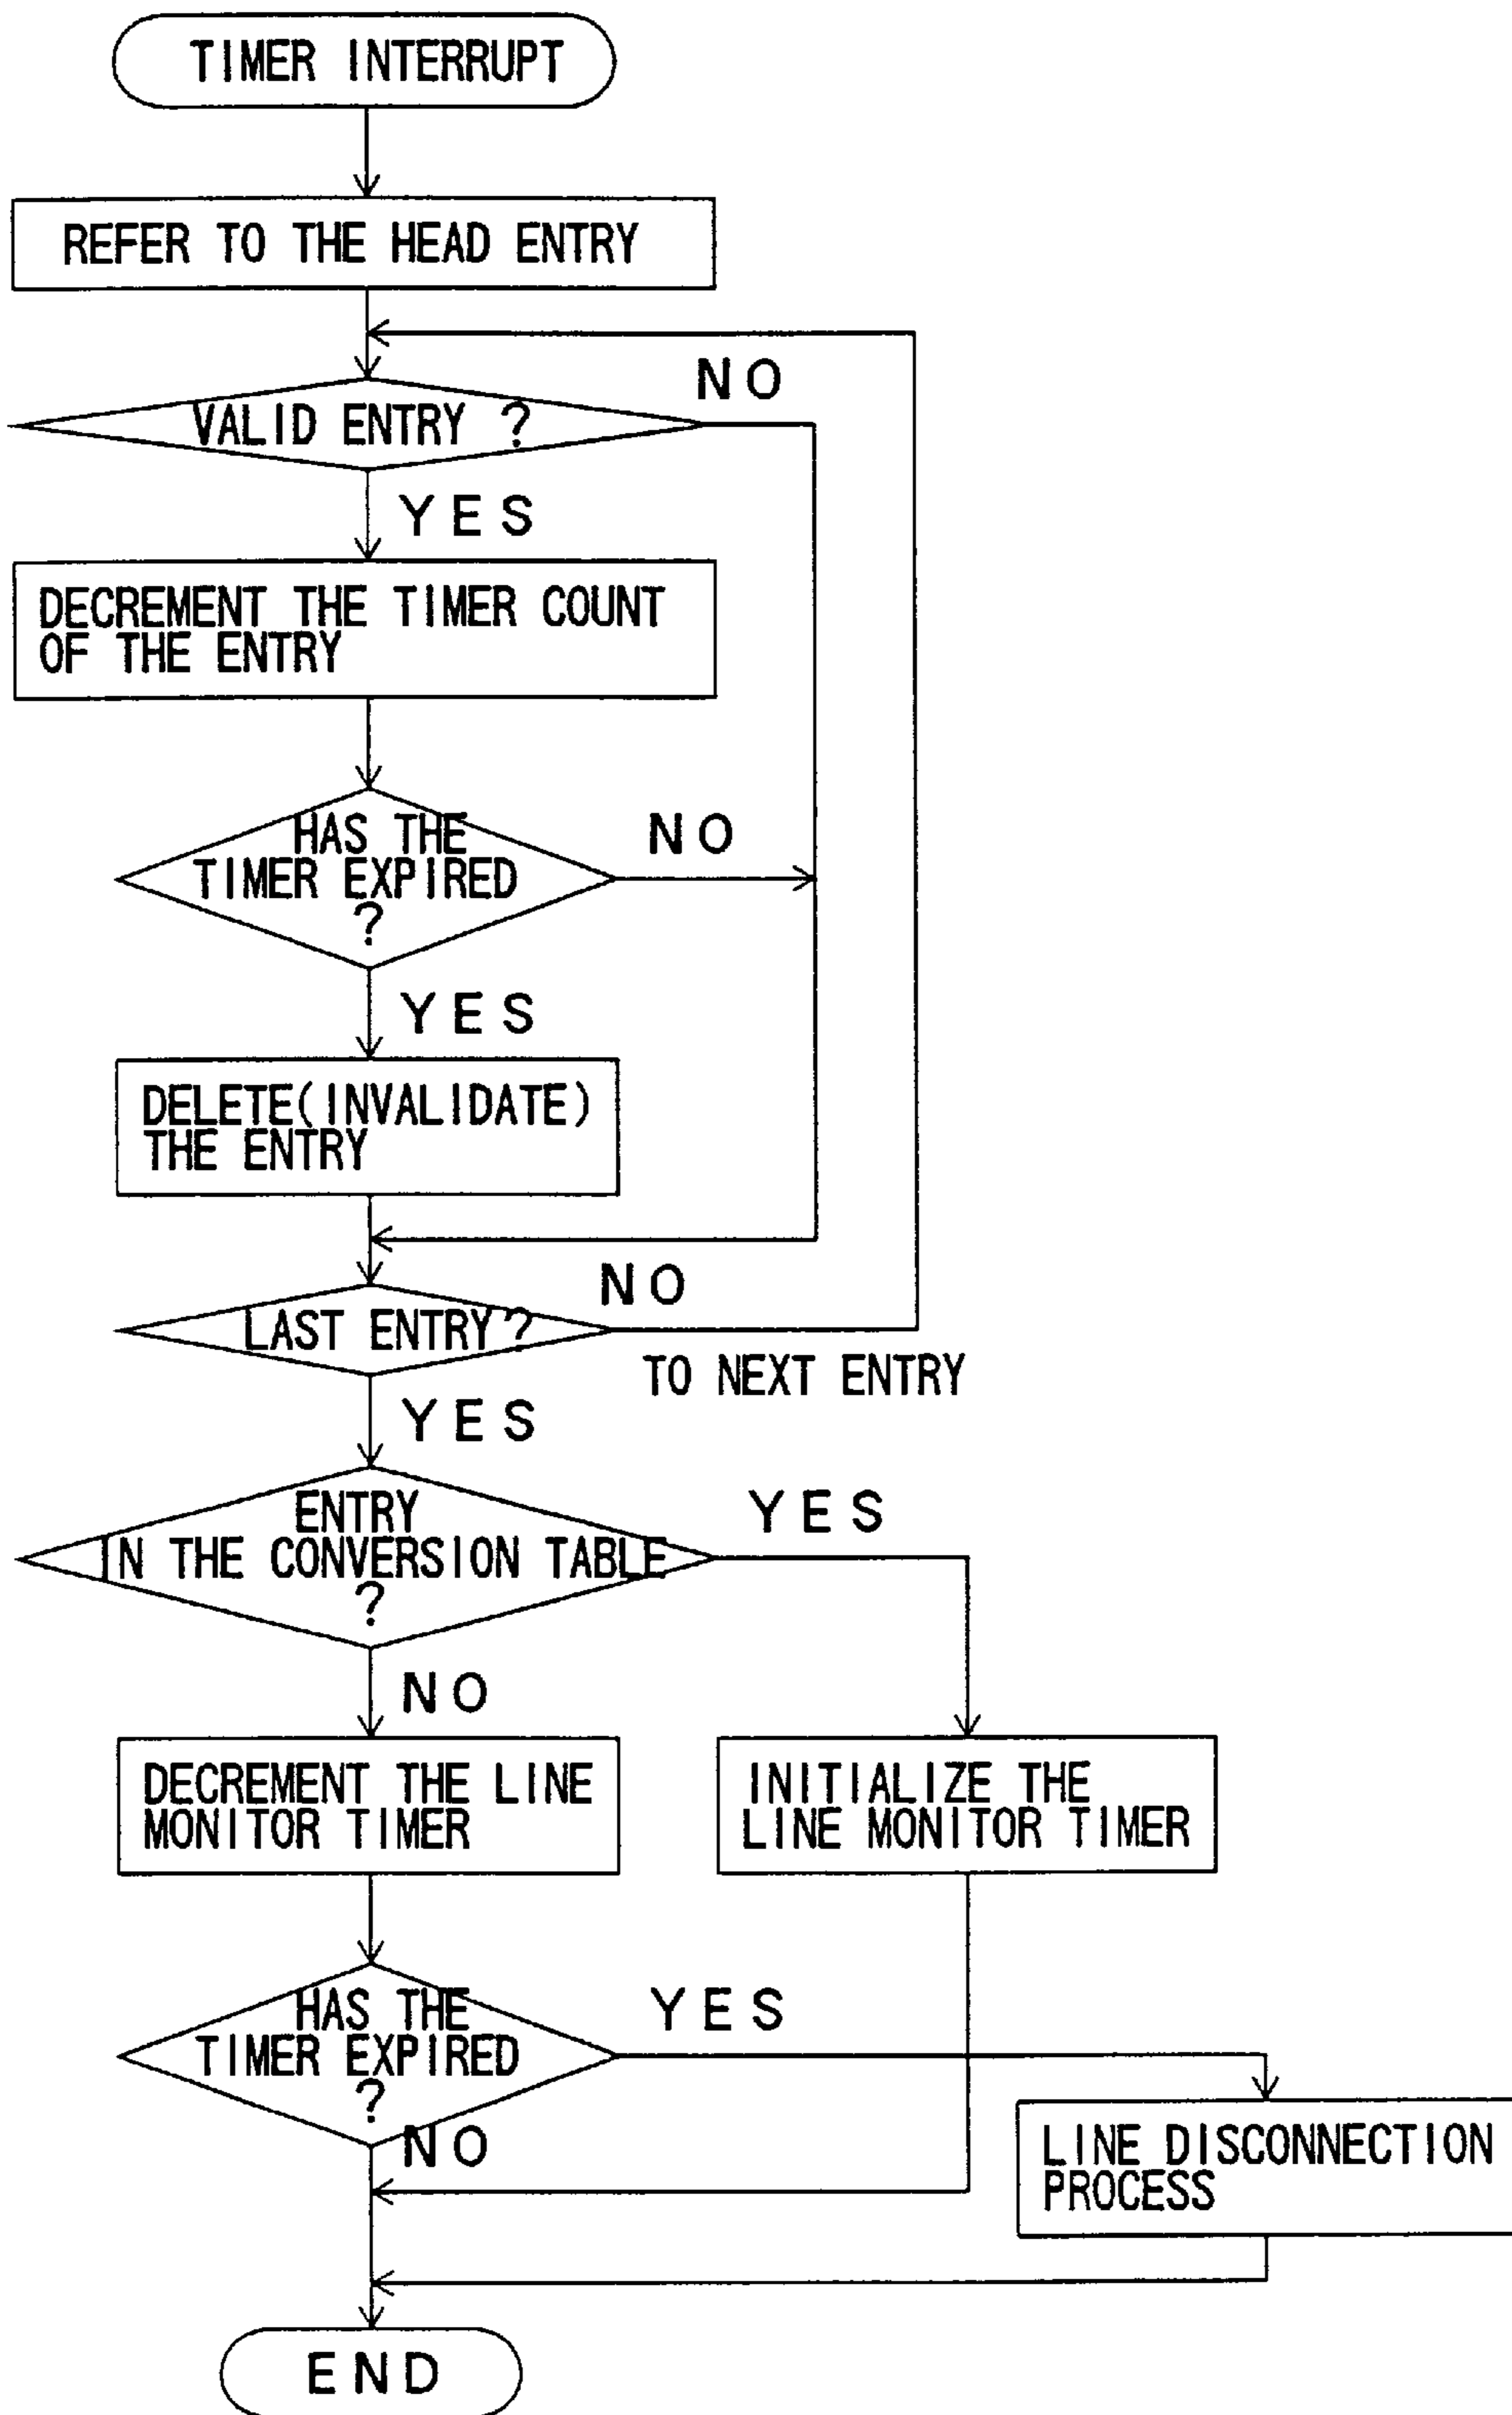 TIMER INTERRUPT
REFER TO THE HEAD ENTRY
NO
VALID ENTRY ?
YES
DECREMENT THE TIMER COUNT
OF THE ENTRY
HAS THE
TIMER EXPIRED
?
NO
YES
DELETE(INVALIDATE)
THE ENTRY
NO
LAST ENTRY?
TO NEXT ENTRY
YES
ENTRY
IN THE CONVERSION TABLE
?
YES
NO
DECREMENT THE LINE
MONITOR TIMER
INITIALIZE THE
LINE MONITOR TIMER
HAS THE
TIMER EXPIRED
?
YES
NO
LINE DISCONNECTION
PROCESS
END